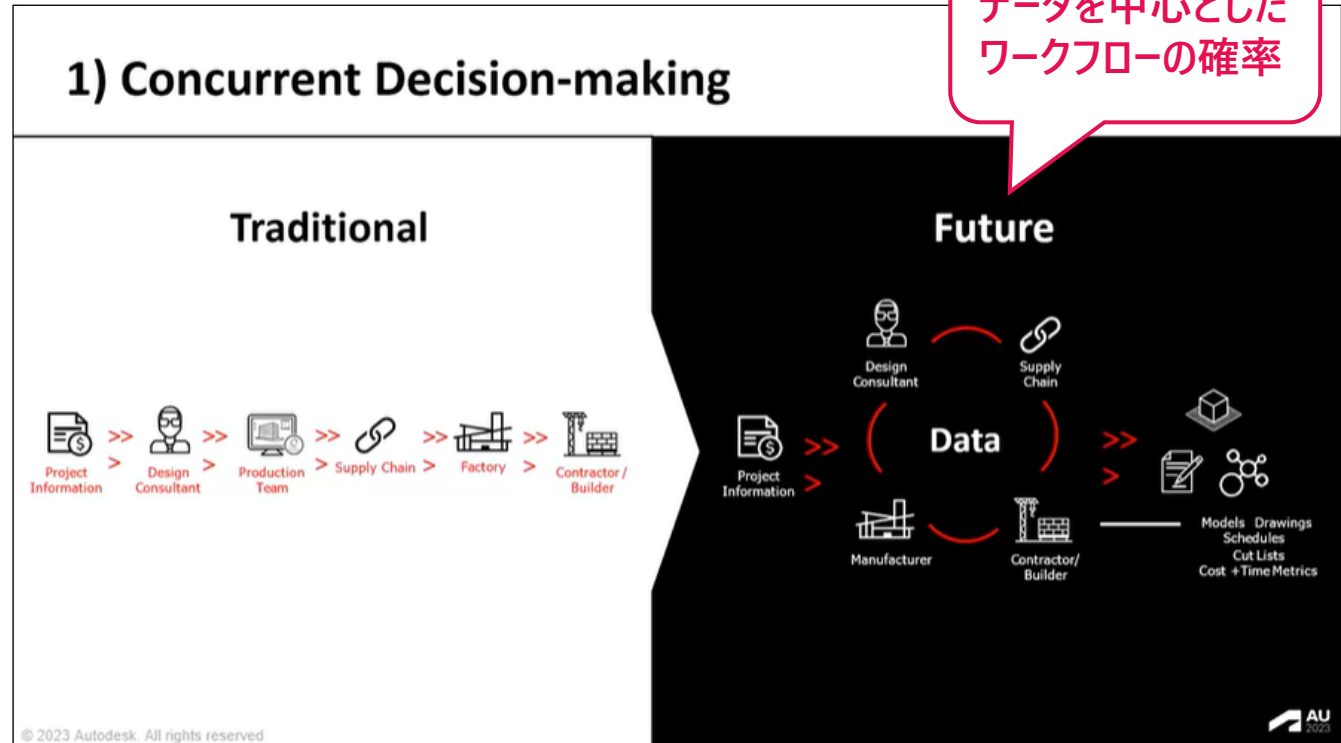 データを中心とした
ワークフローの確率
1) Concurrent Decision-making
Traditional
Project
Information
>>
>
Design
Consultant
>>
>
Production
Team
>>
>
Supply Chain
>>
>
Factory
>>
>
Contractor /
Builder
Future
Project
Information
>>
>
Design
Consultant
Supply
Chain
Data
Manufacturer
Contractor/
Builder
>>
>
Models Drawings
Schedules
Cut Lists
Cost +Time Metrics
© 2023 Autodesk. All rights reserved
AU
2023